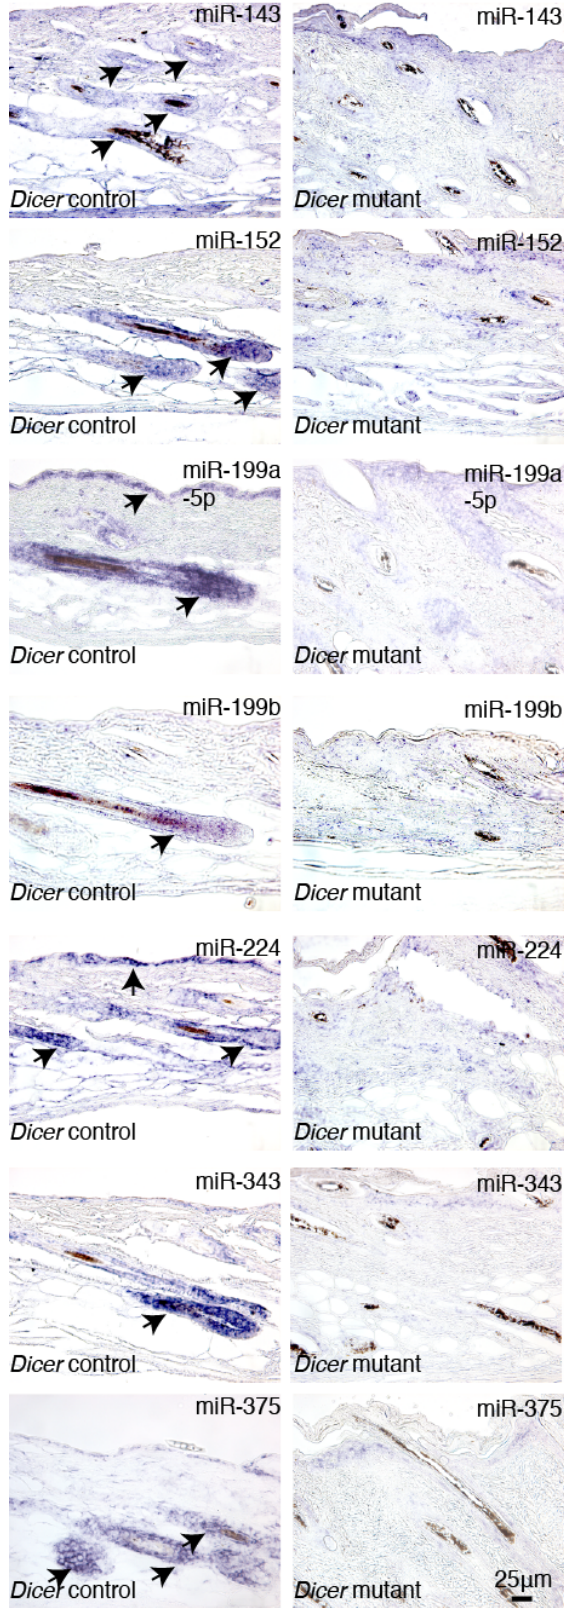 miR-143
Dicer control
miR-143
Dicer mutant
miR-152
Dicer control
miR-152
Dicer mutant
miR-199a
-5p
Dicer control
miR-199a
-5p
Dicer mutant
miR-199b
Dicer control
miR-199b
Dicer mutant
miR-224
Dicer control
miR-224
Dicer mutant
miR-343
Dicer control
miR-343
Dicer mutant
miR-375
Dicer control
miR-375
25µm
Dicer mutant